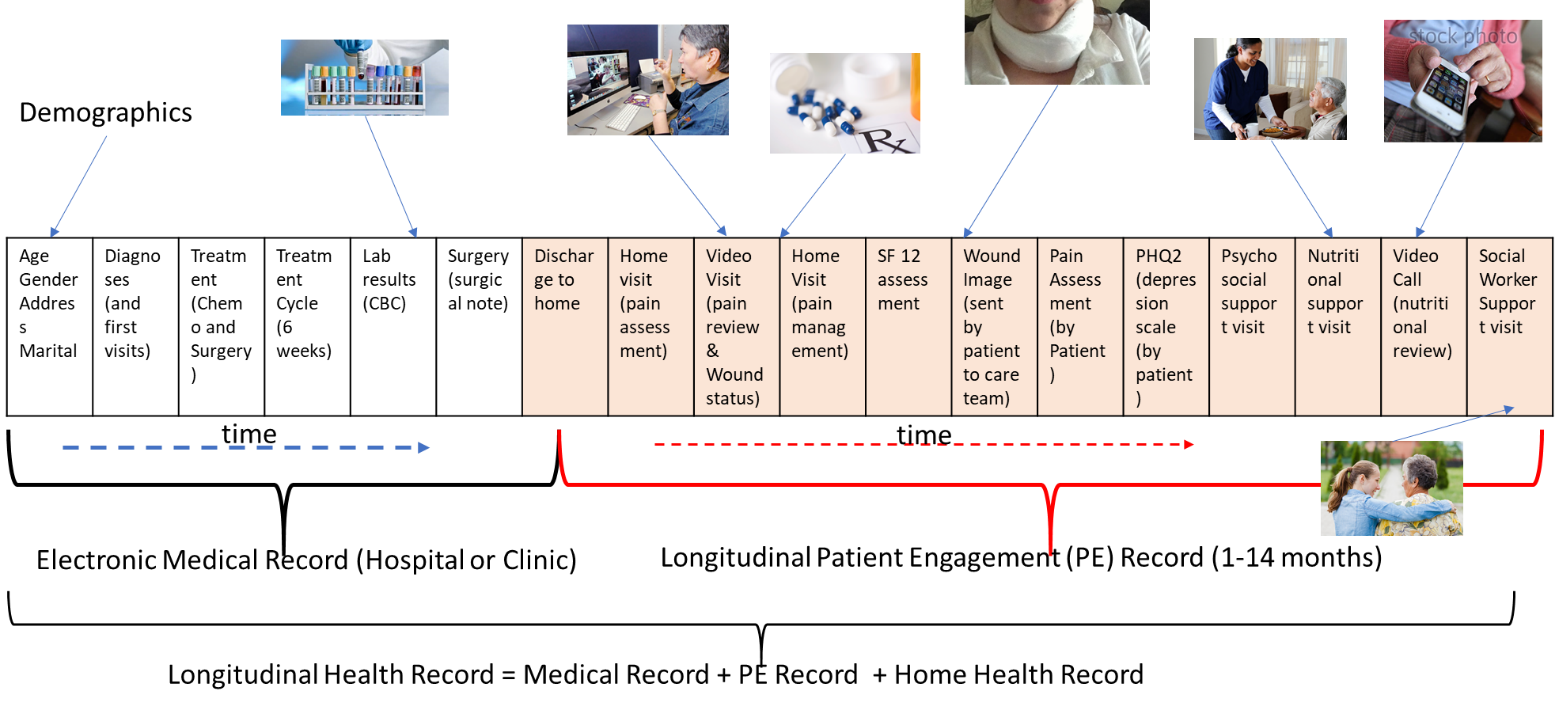 stock photo
Demographics
Age
Gender
Addres
s
Marital
Diagno
ses
(and
first
visits)
Treatm
ent
(Chem
o and
Surgery
)
Treatm
ent
Cycle
(6
weeks)
Lab
results
(CBC)
Surgery
(surgic
al note)
Dischar
ge to
home
Home
visit
(pain
assess
ment)
Video
Visit
(pain
review
&
Wound
status)
Home
Visit
(pain
manag
ement)
SF 12
assess
ment
Wound
Image
(sent
by
patient
to care
team)
Pain
Assess
ment
(by
Patient
)
PHQ2
(depres
sion
scale
(by
patient
)
Psycho
social
suppor
t visit
Nutriti
onal
suppor
t visit
Video
Call
(nutriti
onal
review)
Social
Worker
Suppor
t visit
time
time
Electronic Medical Record (Hospital or Clinic)
Longitudinal Patient Engagement (PE) Record (1-14 months)
Longitudinal Health Record = Medical Record + PE Record + Home Health Record